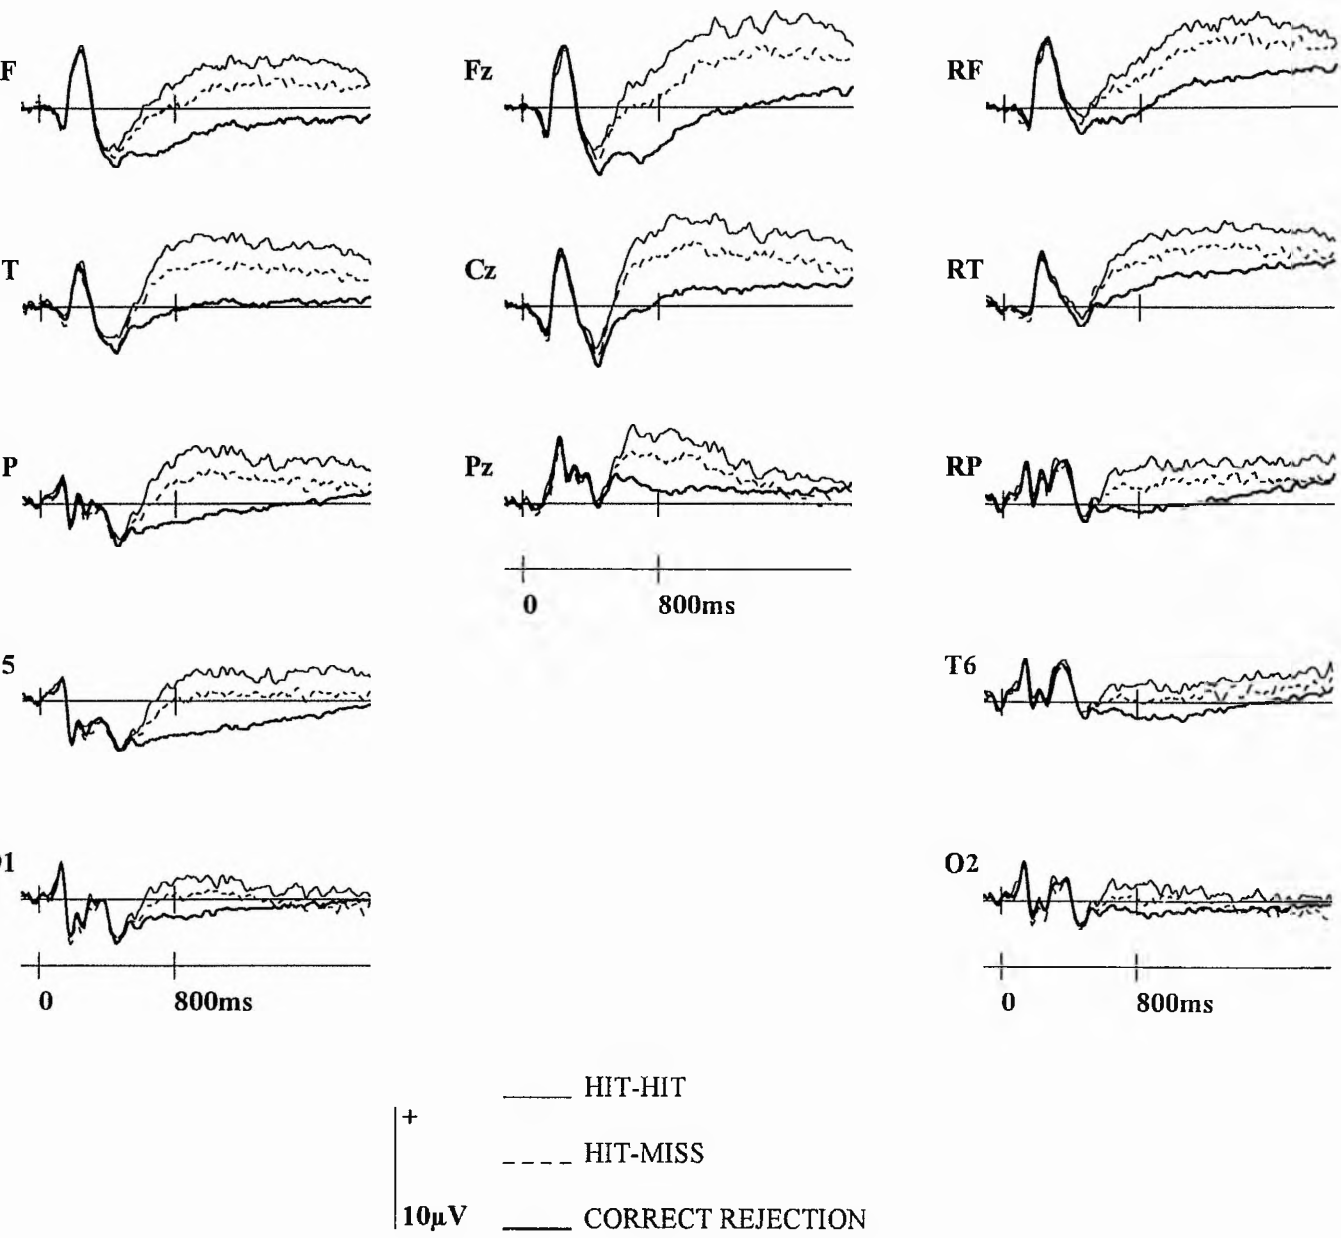 F
Fz
RF
T
Cz
RT
P
Pz
RP
0
800ms
5
T6
1
O2
0
800ms
0
800ms
HIT-HIT
+
HIT-MISS
10µV
CORRECT REJECTION